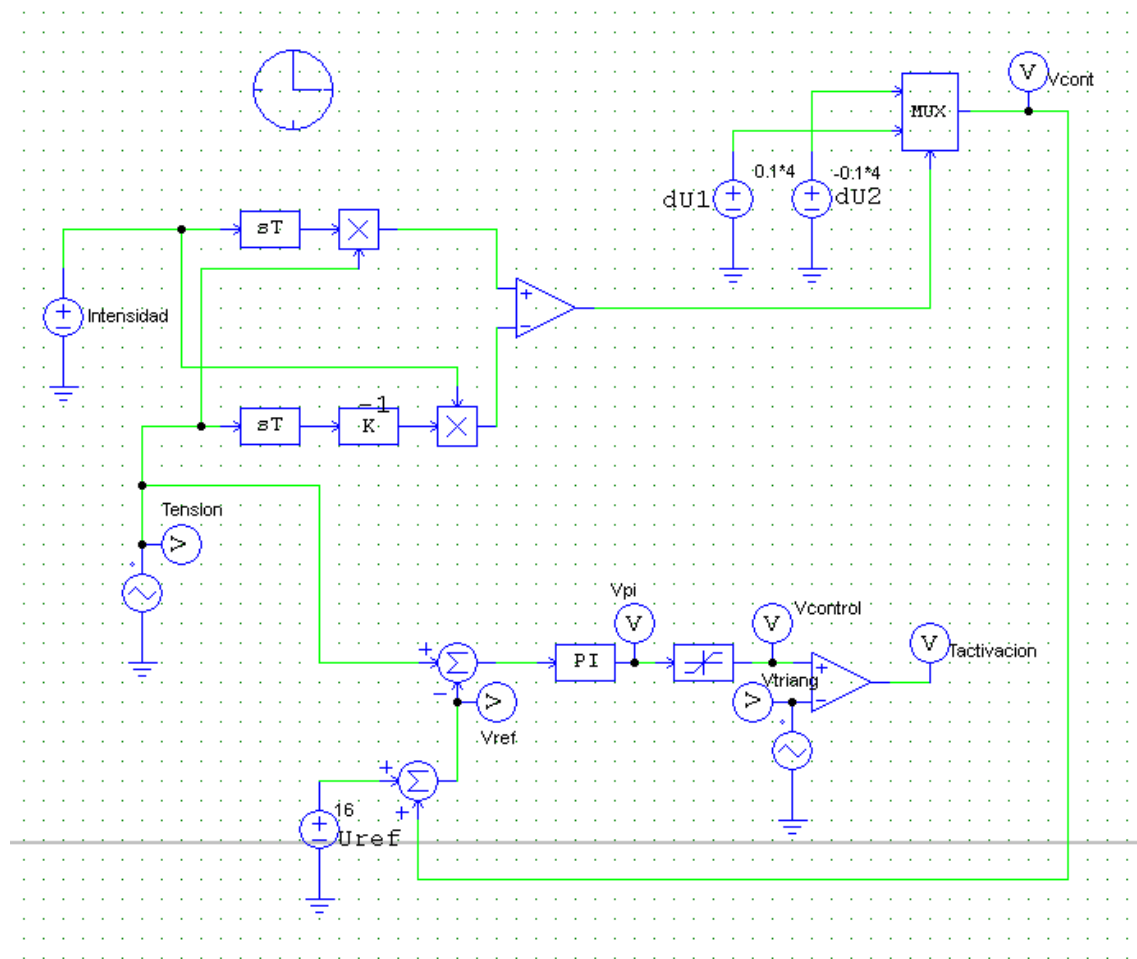 V
Vcont
MUX
0.1*4
-0.1*4
dU1
dU2
sT
Intensidad
-1
sT
K
Tension
V
Vpi
V
Vcontrol
V
V
Tactivacion
PI
Vtriang
V
V
Vref
16
Uref